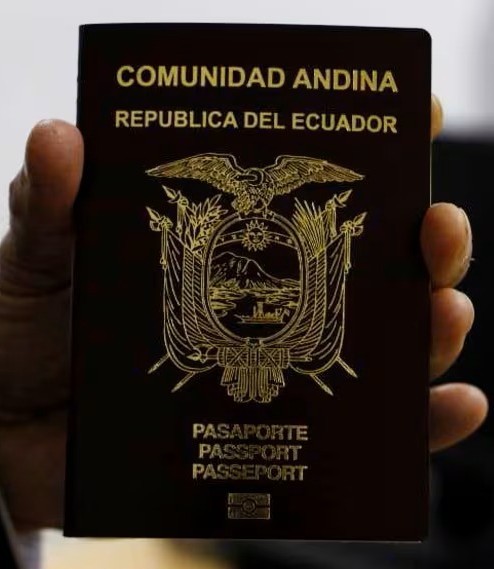 COMUNIDAD ANDINA
REPUBLICA DEL ECUADOR
PASAPORTE
PASSPORT
PASSEPORT